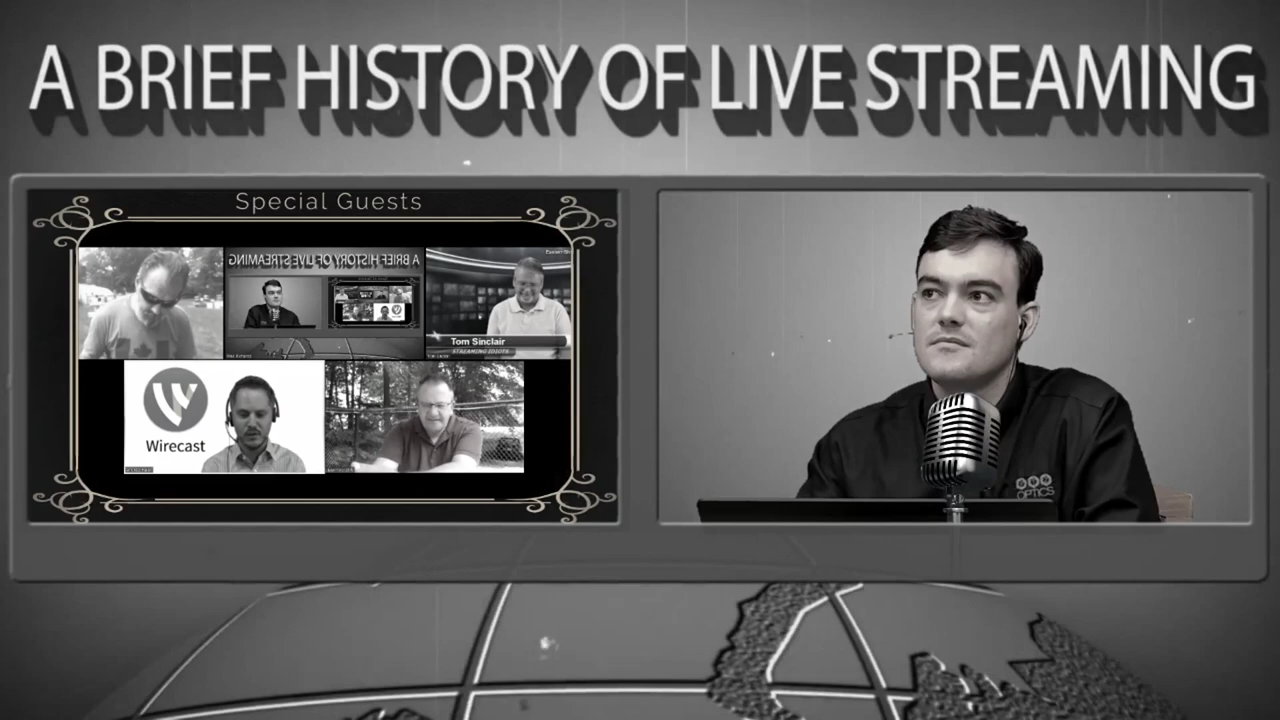 A BRIEF HISTORY OF LIVE STREAMING
Special Guests
A BRIEF HISTORY OF LIVE STREAMING
Tom Sinclair
STREAMING IDIOTS
Wirecast
OPTICS